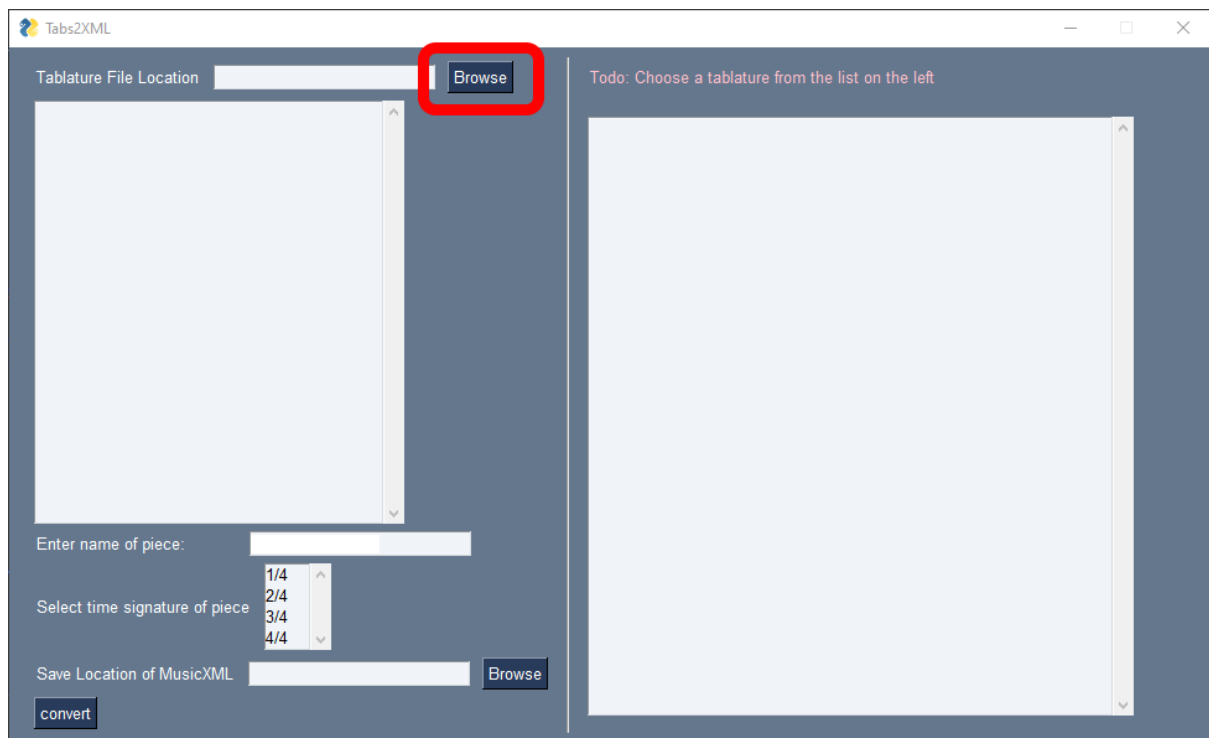 Tabs2XML
Tablature File Location Browse
Todo: Choose a tablature from the list on the left
Enter name of piece:
1/4
2/4
Select time signature of piece
3/4
4/4
Save Location of MusicXML Browse
convert